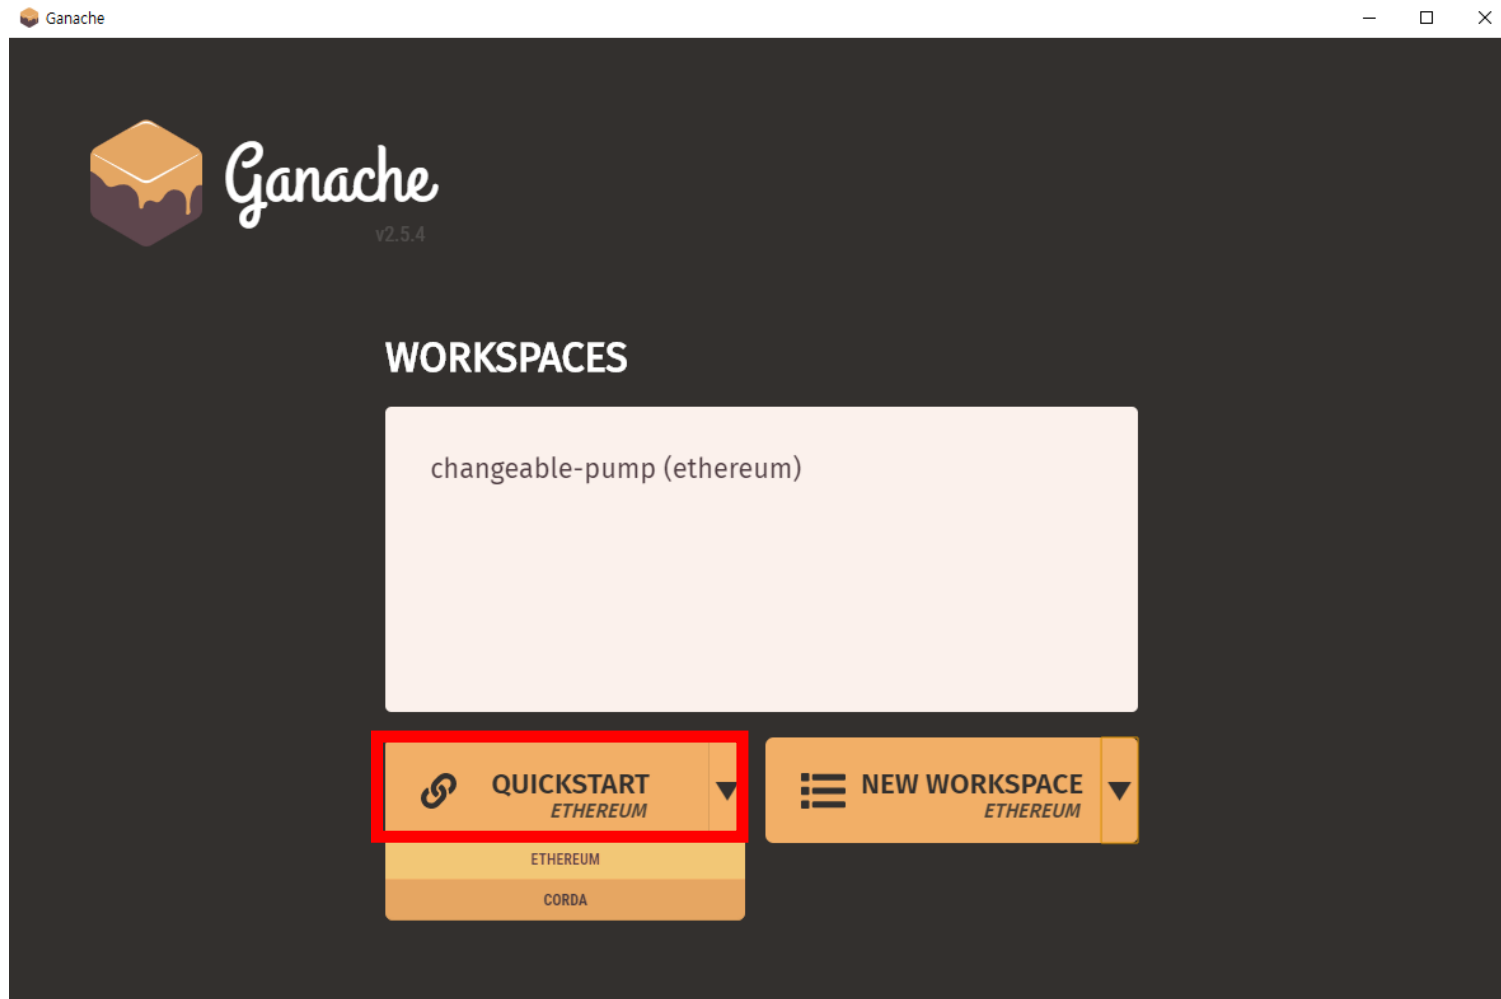 Ganache
Ganache
v2.5.4
WORKSPACES
changeable-pump (ethereum)
QUICKSTART
ETHEREUM
NEW WORKSPACE
ETHEREUM
ETHEREUM
CORDA